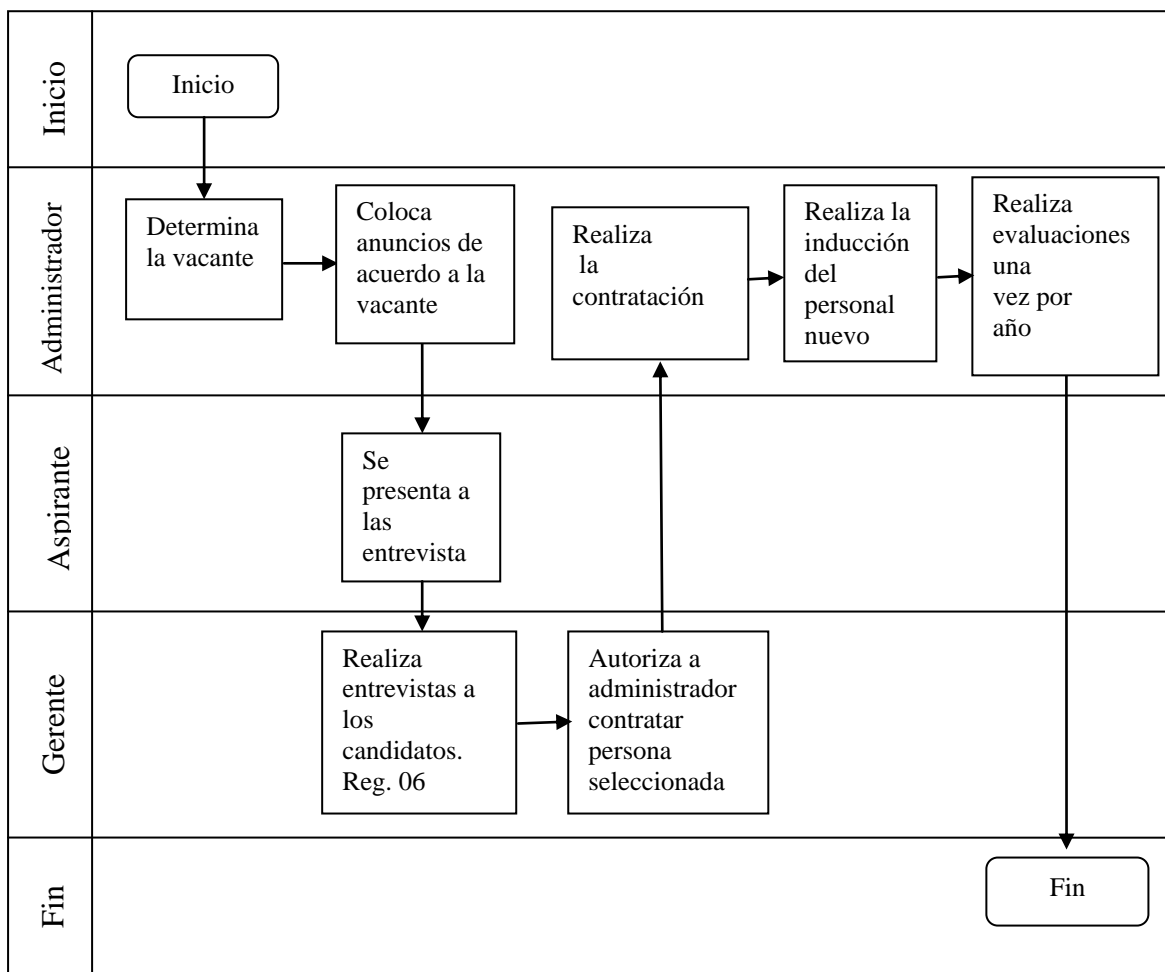 Inicio
Inicio
Administrador
Determina
la vacante
Coloca
anuncios de
acuerdo a la
vacante
Realiza
la
contratación
Realiza la
inducción
del
personal
nuevo
Realiza
evaluaciones
una
vez por
año
Aspirante
Se
presenta a
las
entrevista
Gerente
Realiza
entrevistas a
los
candidatos.
Reg. 06
Autoriza a
administrador
contratar
persona
seleccionada
Fin
Fin